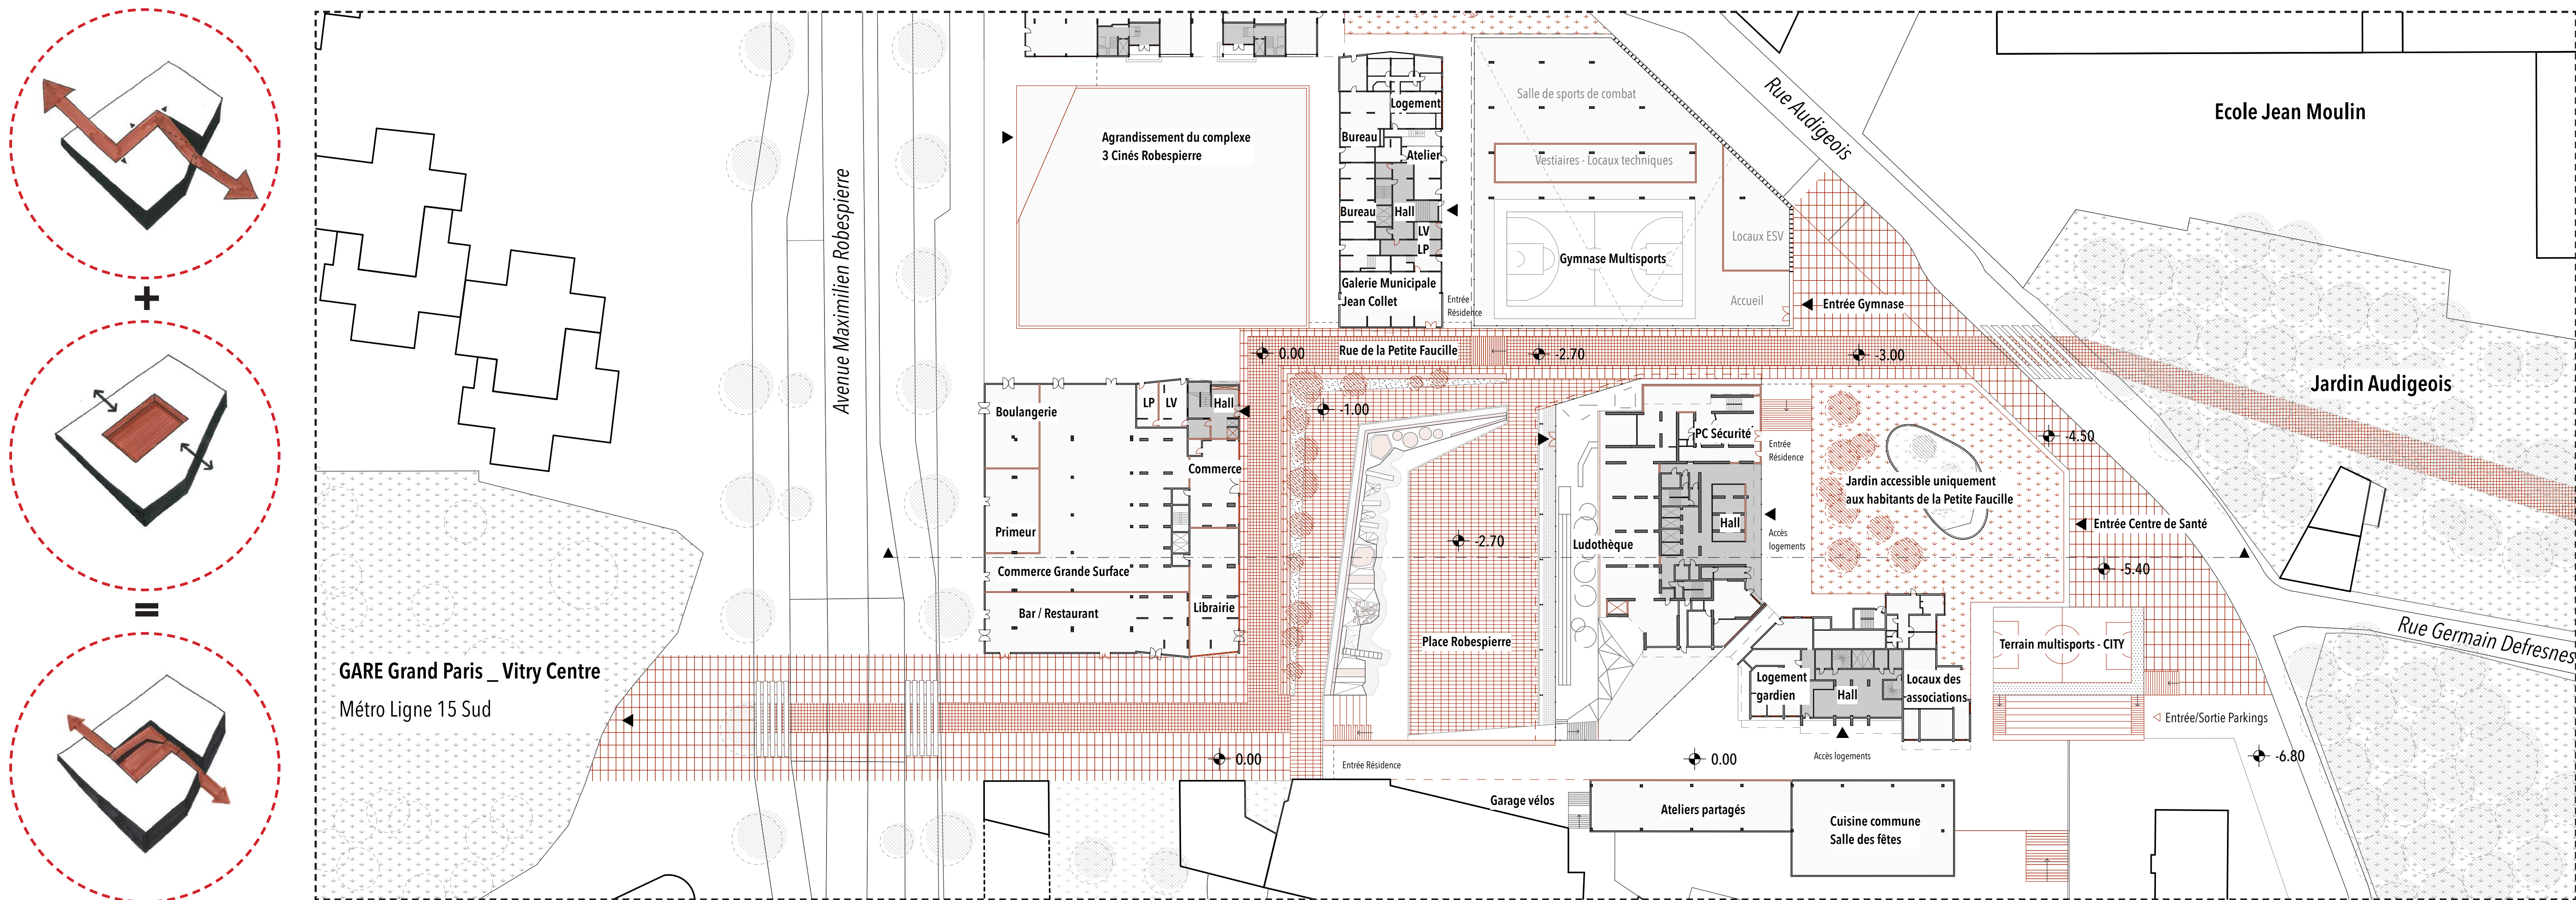 +
=
GARE Grand Paris _ Vitry Centre
Métro Ligne 15 Sud
Avenue Maximilien Robespierre
Agrandissement du complexe
3 Cinés Robespierre
Logement
Bureau
Atelier
Bureau
Hall
LV
LP
Galerie Municipale
Jean Collet
Entrée
Résidence
Salle de sports de combat
Vestiaires - Locaux techniques
Locaux ESV
Gymnase Multisports
Accueil
Entrée Gymnase
Rue Audigeois
Ecole Jean Moulin
Jardin Audigeois
0.00
Rue de la Petite Faucille
-2.70
-3.00
-1.00
-4.50
Boulangerie
LP
LV
Hall
Commerce
Primeur
Commerce Grande Surface
Bar / Restaurant
Librairie
-2.70
Place Robespierre
Ludothèque
PC Sécurité
Entrée
Résidence
Hall
Accès
logements
Jardin accessible uniquement
aux habitants de la Petite Faucille
Entrée Centre de Santé
-5.40
Terrain multisports - CITY
Rue Germain Defresnes
Logement
gardien
Hall
Locaux des
associations
Entrée/Sortie Parkings
0.00
Entrée Résidence
0.00
Accès logements
-6.80
Garage vélos
Ateliers partagés
Cuisine commune
Salle des fêtes